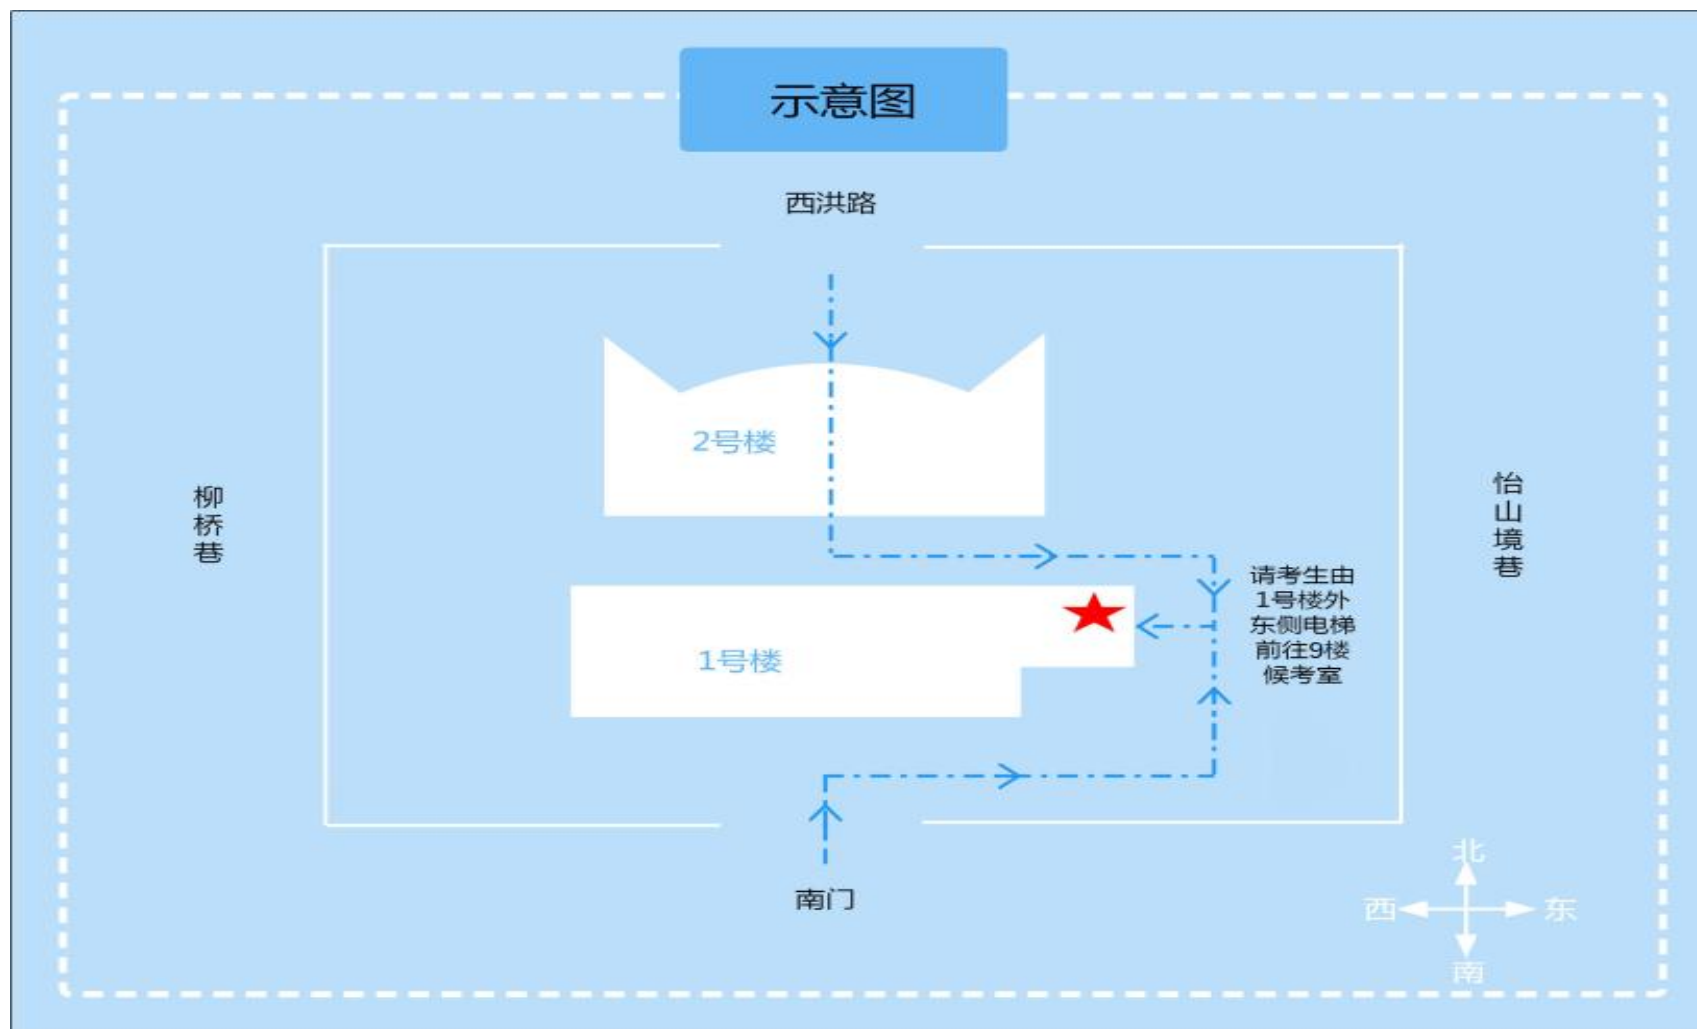 示意图
西洪路
2号楼
柳桥巷
怡山境巷
请考生由
1号楼外
东侧电梯
前往9楼
候考室
1号楼
南门
北
西
东
南